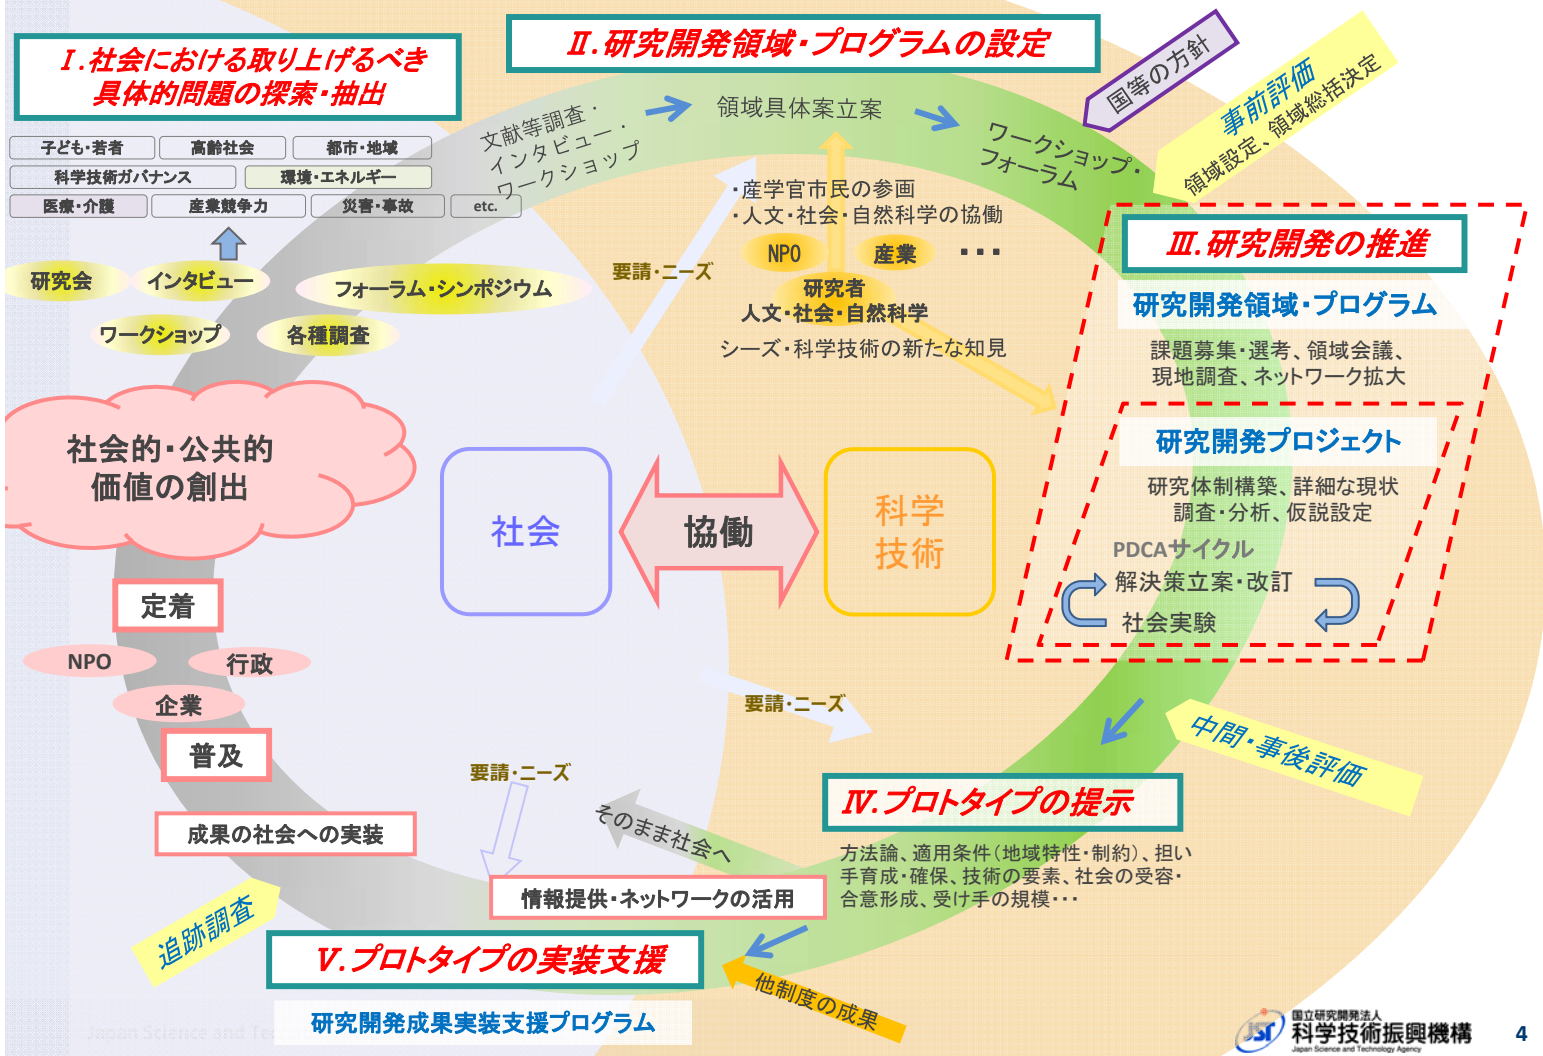 Ⅰ.社会における取り上げるべき
具体的問題の探索・抽出
Ⅱ.研究開発領域・プログラムの設定
国等の方針
事前評価
領域設定、領域総括決定
文献等調査・
インタビュー・
ワークショップ
領域具体案立案
ワークショップ・
フォーラム
子ども・若者
高齢社会
都市・地域
科学技術ガバナンス
環境・エネルギー
医療・介護
産業競争力
災害・事故
etc.
研究会
インタビュー
フォーラム・シンポジウム
ワークショップ
各種調査
・産学官市民の参画
・人文・社会・自然科学の協働
NPO
産業
・・・
要請・ニーズ
研究者
人文・社会・自然科学
シーズ・科学技術の新たな知見
Ⅲ.研究開発の推進
研究開発領域・プログラム
課題募集・選考、領域会議、
現地調査、ネットワーク拡大
研究開発プロジェクト
研究体制構築、詳細な現状
調査・分析、仮説設定
PDCAサイクル
解決策立案・改訂
社会実験
社会的・公共的
価値の創出
社会
協働
科学
技術
定着
NPO
行政
企業
普及
要請・ニーズ
要請・ニーズ
中間・事後評価
成果の社会への実装
そのまま社会へ
Ⅳ.プロトタイプの提示
方法論、適用条件（地域特性・制約）、担い
手育成・確保、技術の要素、社会の受容・
合意形成、受け手の規模・・・
情報提供・ネットワークの活用
追跡調査
Ⅴ.プロトタイプの実装支援
他制度の成果
研究開発成果実装支援プログラム
Japan Science and Te
JST
国立研究開発法人
科学技術振興機構
Japan Science and Technology Agency
4